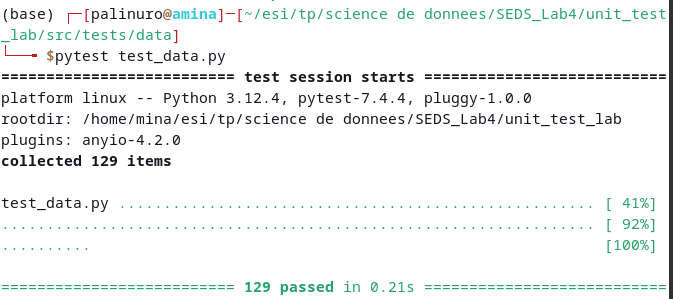 (base) ┌─[palinuro@amina]─[~/esi/tp/science de donnees/SEDS_Lab4/unit_test
_lab/src/tests/data]
└──╼ $pytest test_data.py
=========================== test session starts ===========================
platform linux -- Python 3.12.4, pytest-7.4.4, pluggy-1.0.0
rootdir: /home/mina/esi/tp/science de donnees/SEDS_Lab4/unit_test_lab
plugins: anyio-4.2.0
collected 129 items
test_data.py ..................................................... [ 41%]
.................................................................. [ 92%]
.......... [100%]
========================== 129 passed in 0.21s ===========================